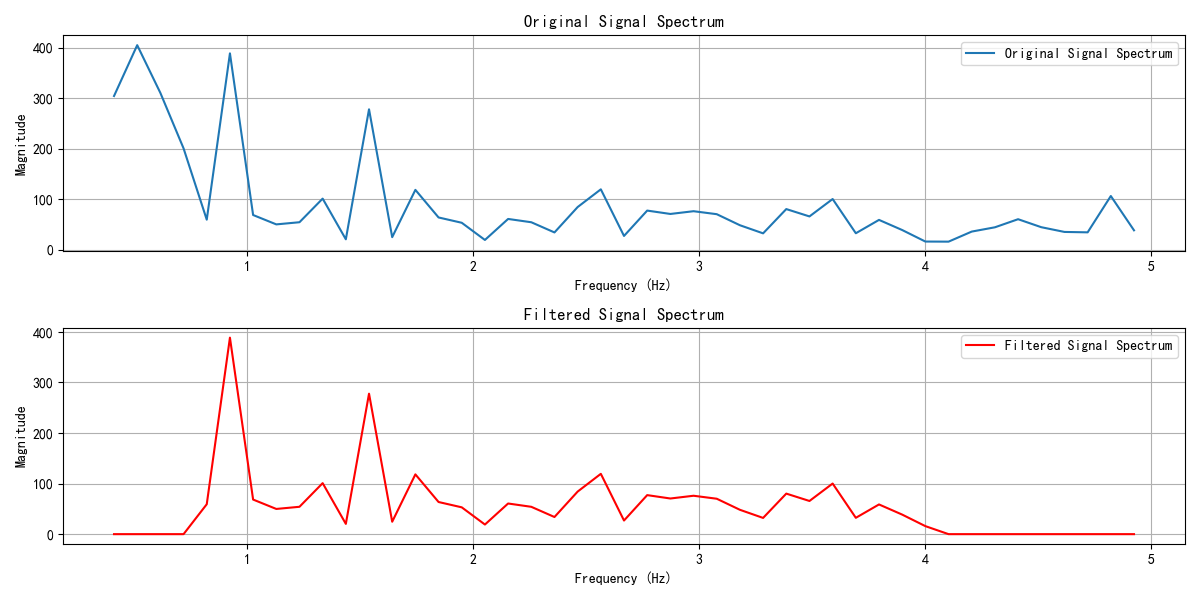 Original Signal Spectrum
Original Signal Spectrum
Magnitude
400
300
200
100
0
1
2
3
4
5
Frequency (Hz)
Filtered Signal Spectrum
Filtered Signal Spectrum
Magnitude
400
300
200
100
0
1
2
3
4
5
Frequency (Hz)